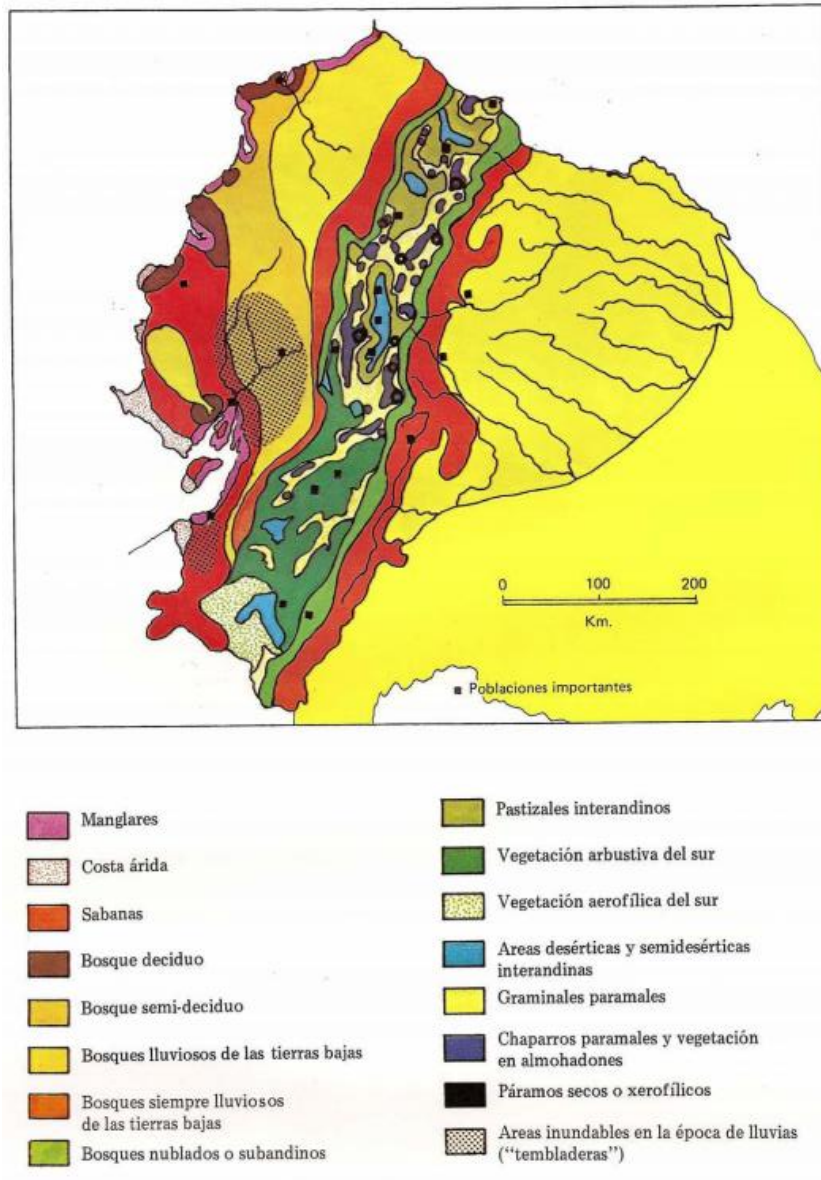 0
100
200
Km.
Poblaciones importantes
Manglares
Costa árida
Sabanas
Bosque deciduo
Bosque semi-deciduo
Bosques lluviosos de las tierras bajas
Bosques siempre lluviosos
de las tierras bajas
Bosques nublados o subandinos
Pastizales interandinos
Vegetación arbustiva del sur
Vegetación aerofílica del sur
Areas desérticas y semidesérticas
interandinas
Graminales paramales
Chaparros paramales y vegetación
en almohadones
Páramos secos o xerofílicos
Areas inundables en la época de lluvias
(“tembladeras”)